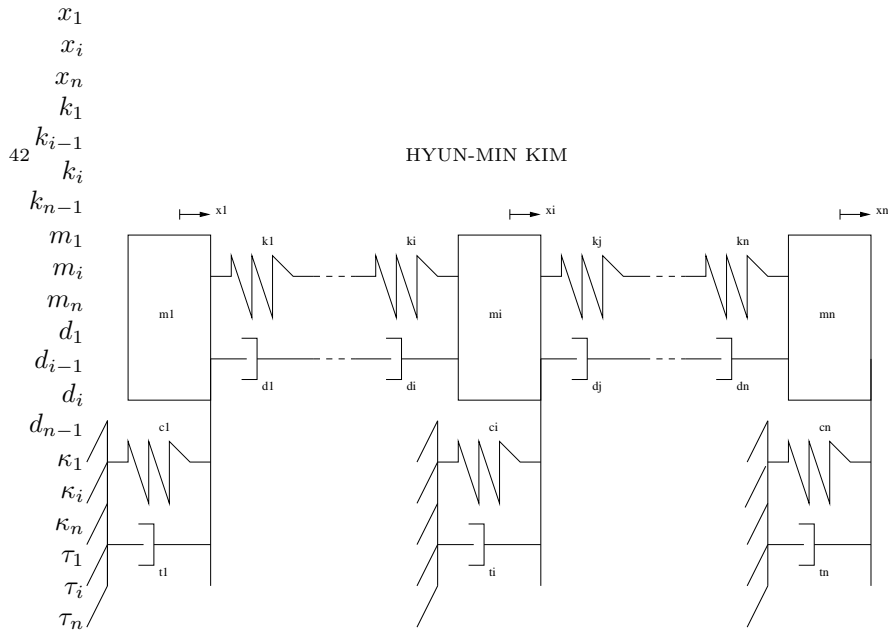 x_1
x_i
x_n
k_1
k_{i-1}
42 HYUN-MIN KIM
k_i
k_{n-1}
x1 xi xn
m_1
k1 ki kj kn
m_i
m_n
m1 mi mn
d_1
d_{i-1}
d1 di dj dn
d_i
d_{n-1}
c1 ci cn
κ_1
κ_i
κ_n
τ_1
t1 ti tn
τ_i
τ_n